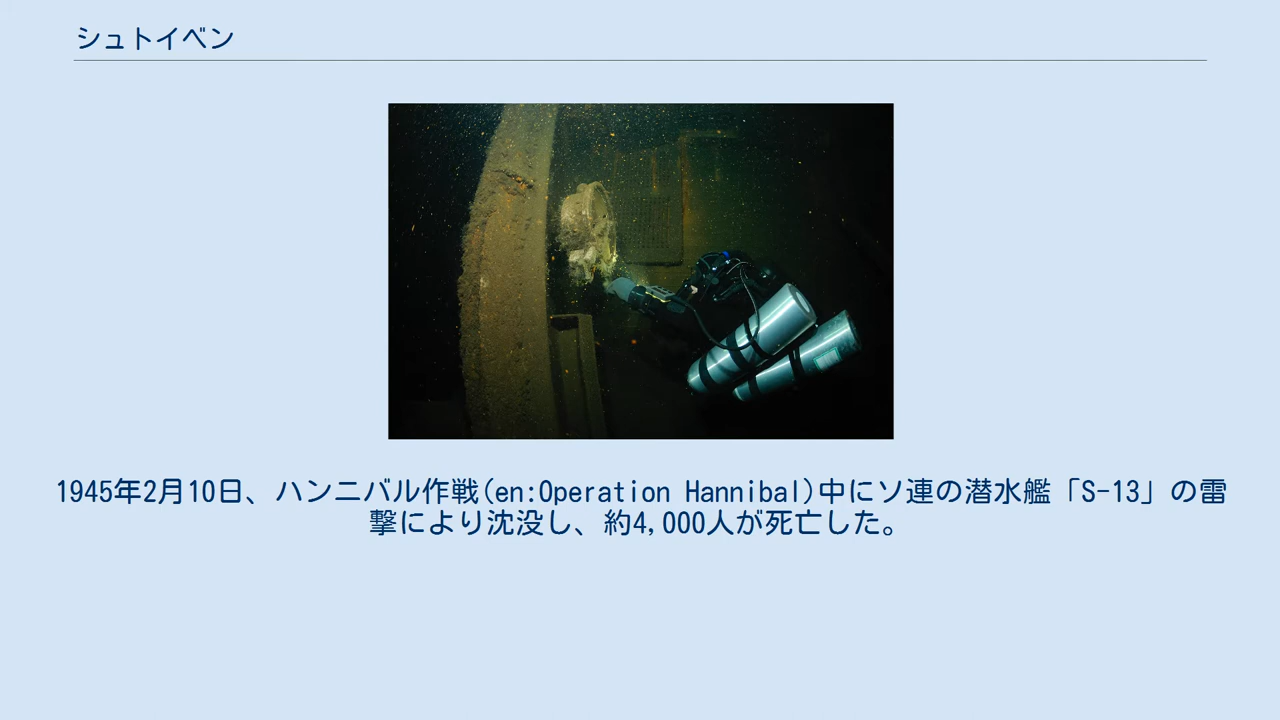 シュトイベン
1945年2月10日、ハンニバル作戦(en:Operation Hannibal)中にソ連の潜水艦「S-13」の雷
撃により沈没し、約4,000人が死亡した。